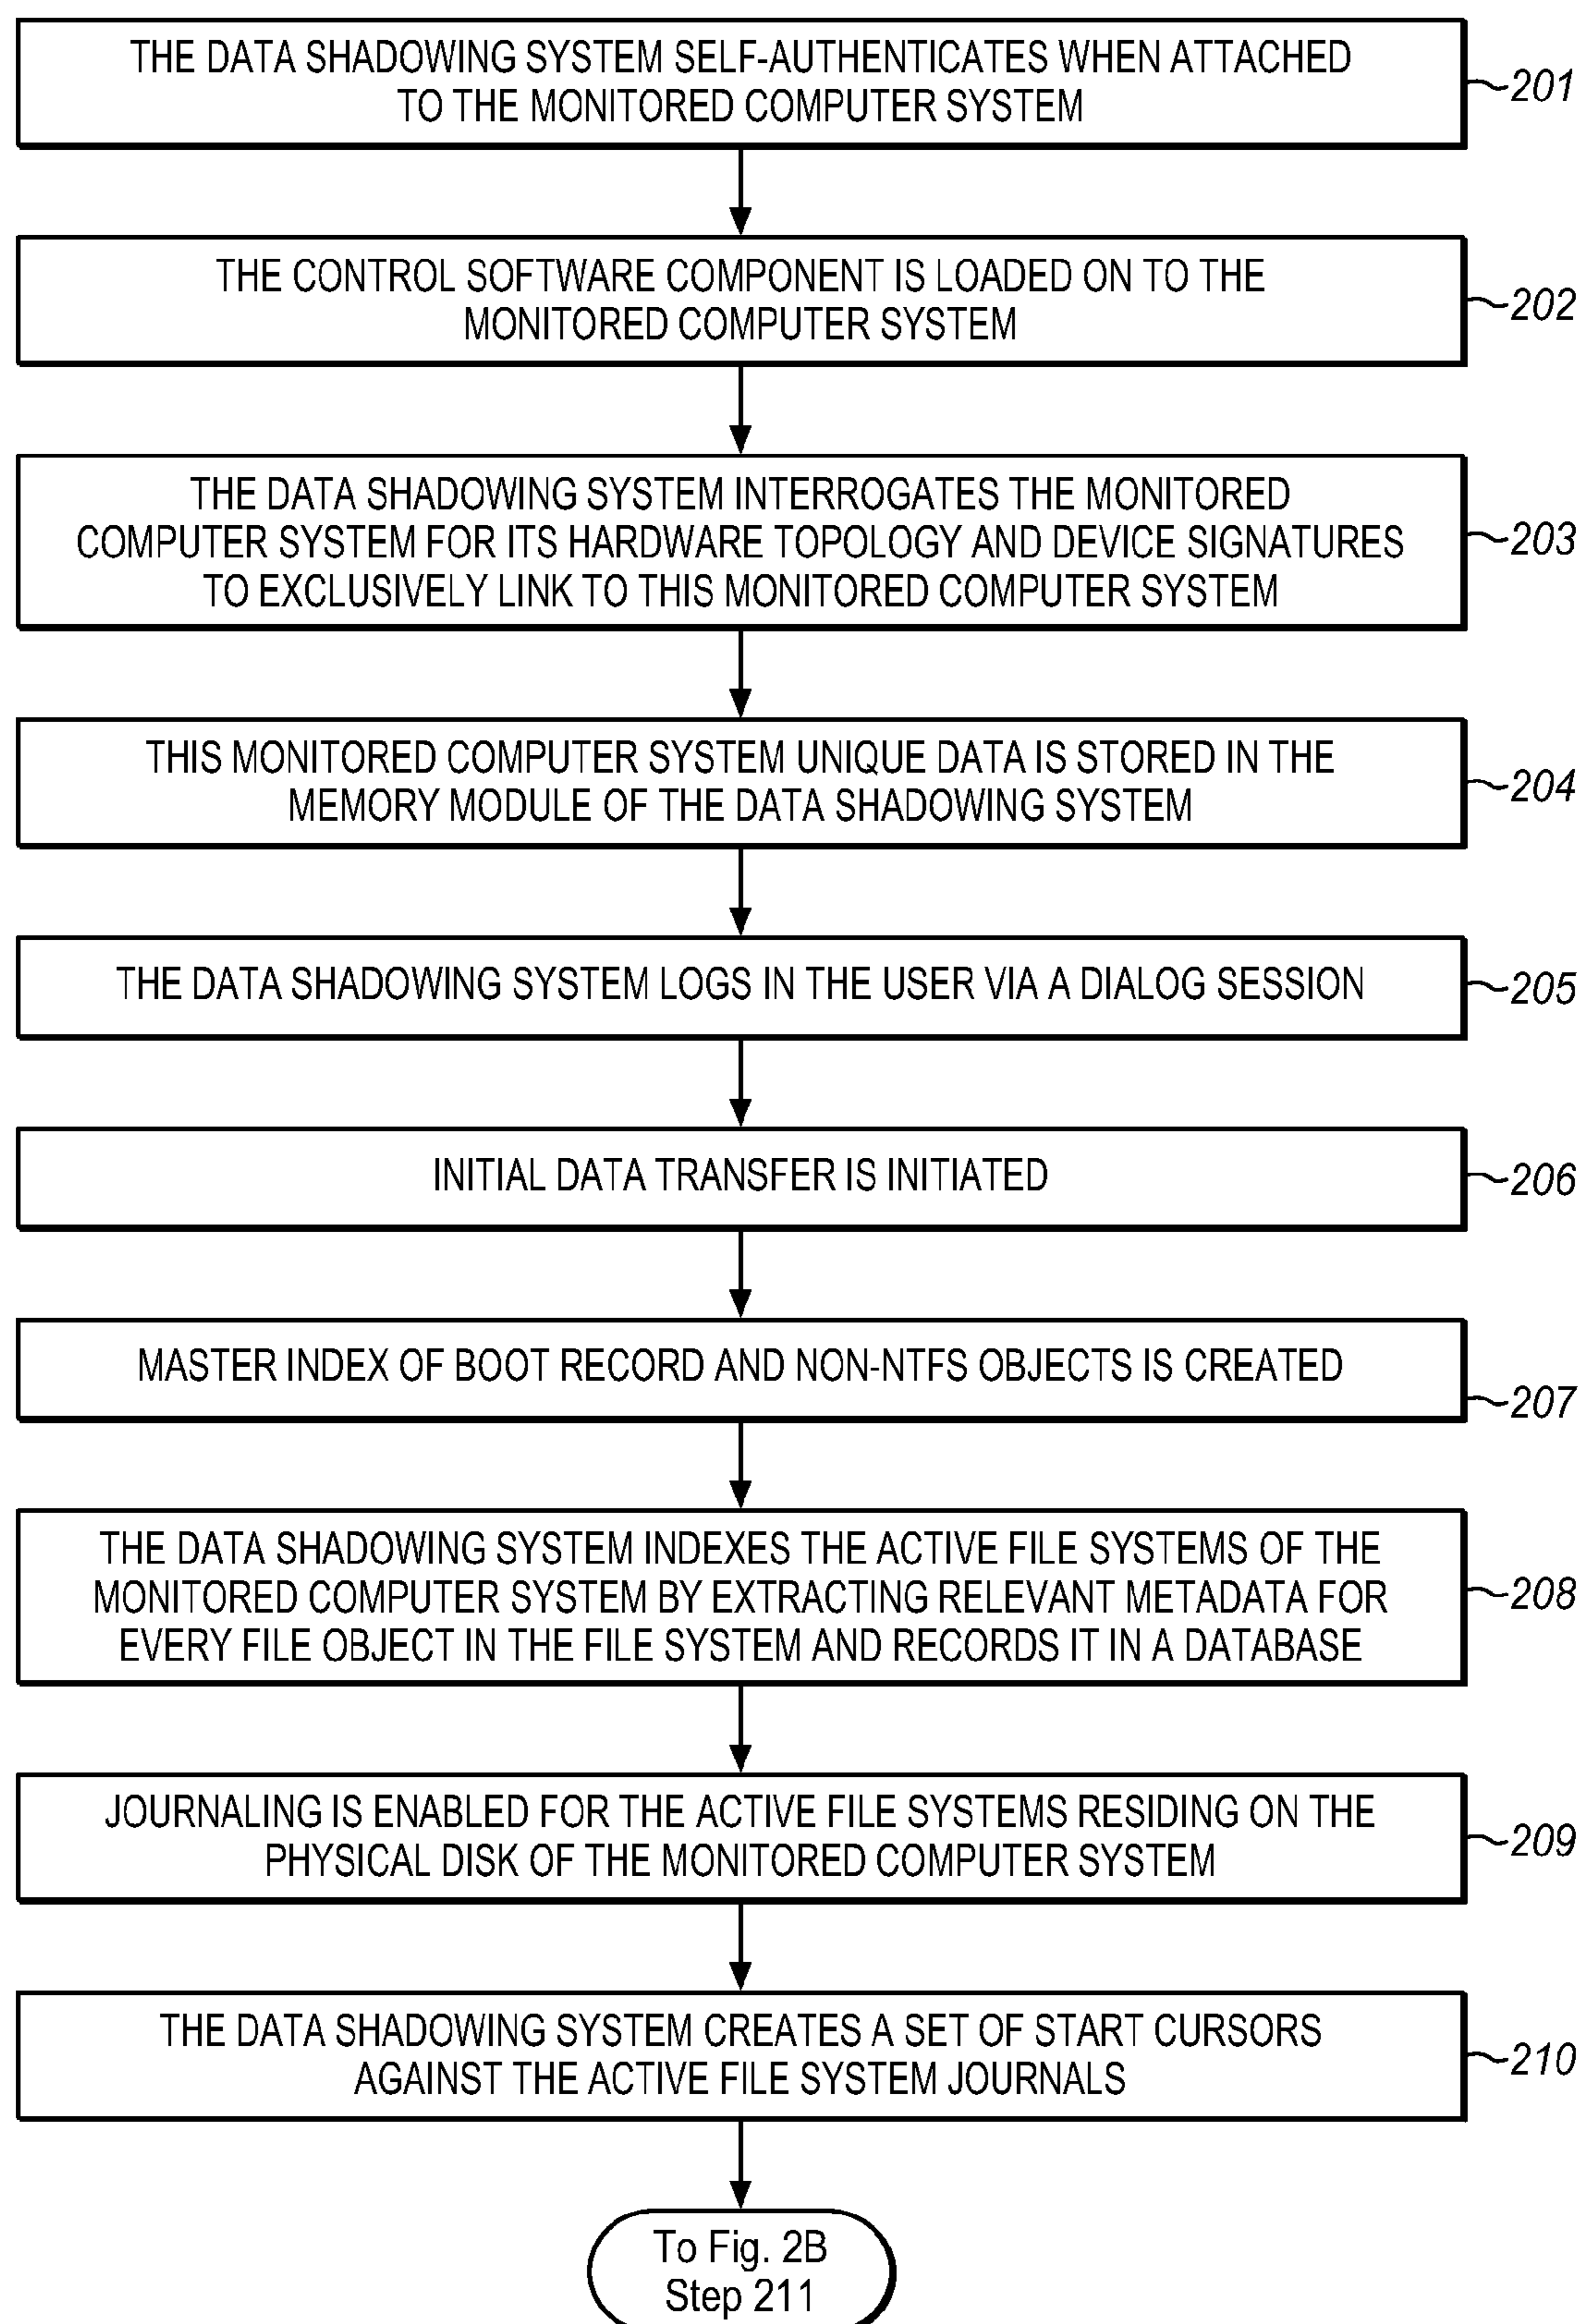 THE DATA SHADOWING SYSTEM SELF-AUTHENTICATES WHEN ATTACHED
TO THE MONITORED COMPUTER SYSTEM
201
THE CONTROL SOFTWARE COMPONENT IS LOADED ON TO THE
MONITORED COMPUTER SYSTEM
202
THE DATA SHADOWING SYSTEM INTERROGATES THE MONITORED
COMPUTER SYSTEM FOR ITS HARDWARE TOPOLOGY AND DEVICE SIGNATURES
TO EXCLUSIVELY LINK TO THIS MONITORED COMPUTER SYSTEM
203
THIS MONITORED COMPUTER SYSTEM UNIQUE DATA IS STORED IN THE
MEMORY MODULE OF THE DATA SHADOWING SYSTEM
204
THE DATA SHADOWING SYSTEM LOGS IN THE USER VIA A DIALOG SESSION
205
INITIAL DATA TRANSFER IS INITIATED
206
MASTER INDEX OF BOOT RECORD AND NON-NTFS OBJECTS IS CREATED
207
THE DATA SHADOWING SYSTEM INDEXES THE ACTIVE FILE SYSTEMS OF THE
MONITORED COMPUTER SYSTEM BY EXTRACTING RELEVANT METADATA FOR
EVERY FILE OBJECT IN THE FILE SYSTEM AND RECORDS IT IN A DATABASE
208
JOURNALING IS ENABLED FOR THE ACTIVE FILE SYSTEMS RESIDING ON THE
PHYSICAL DISK OF THE MONITORED COMPUTER SYSTEM
209
THE DATA SHADOWING SYSTEM CREATES A SET OF START CURSORS
AGAINST THE ACTIVE FILE SYSTEM JOURNALS
210
To Fig. 2B
Step 211